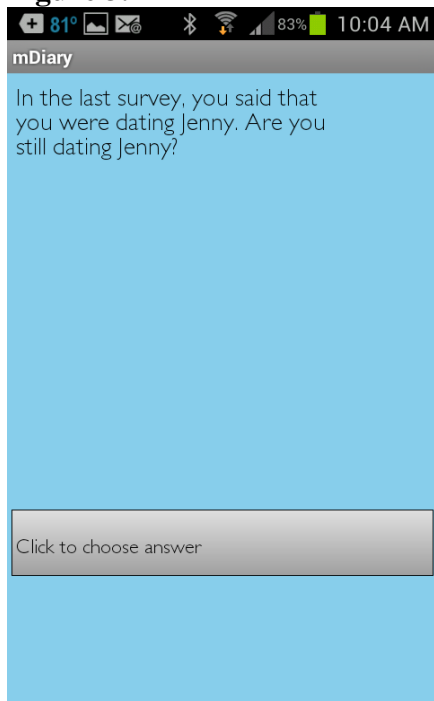 81°
83%
10:04 AM
mDiary
In the last survey, you said that
you were dating Jenny. Are you
still dating Jenny?
Click to choose answer